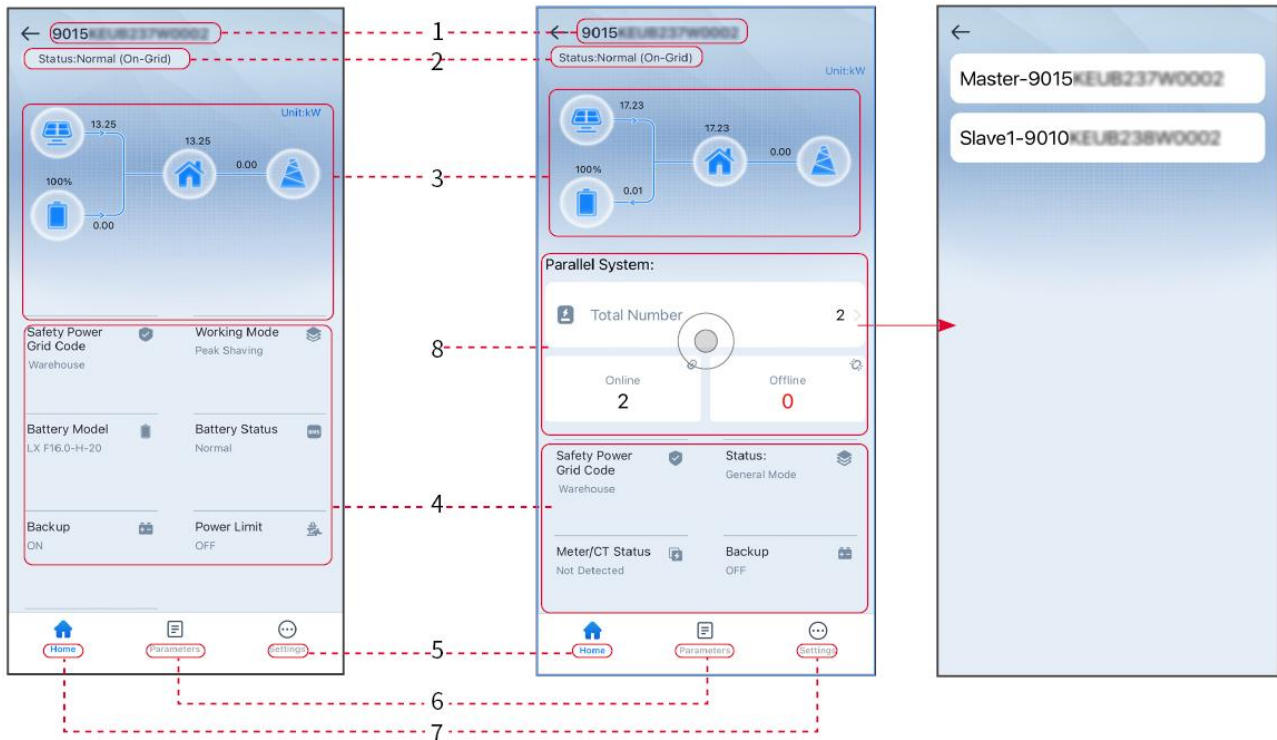 9015
Status:Normal (On-Grid)
Unit:kW
13.25
13.25
0.00
100%
0.00
Safety Power
Grid Code
Warehouse
Working Mode
Peak Shaving
Battery Model
LX F16.0-H-20
Battery Status
BMS
Normal
Backup
ON
Power Limit
OFF
Home
Parameters
Settings
1
2
3
8
4
5
6
7
9015
Status:Normal (On-Grid)
Unit:kW
17.23
17.23
0.00
100%
0.01
Parallel System:
Total Number 2
Online
2
Offline
0
Safety Power
Grid Code
Warehouse
Status:
General Mode
Meter/CT Status
Not Detected
Backup
OFF
Home
Parameters
Settings
Master-9015
Slave1-9010